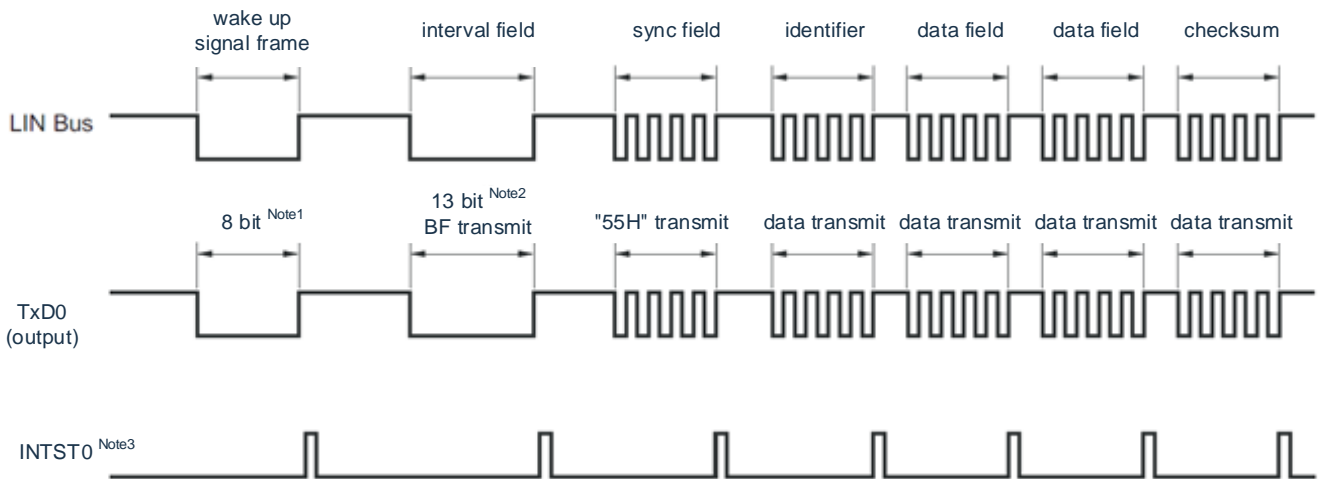 wake up
signal frame
interval field
sync field
identifier
data field
data field
checksum
LIN Bus
8 bit Note1
13 bit Note2
BF transmit
"55H" transmit
data transmit
data transmit
data transmit
data transmit
TxD0
(output)
INTST0 Note3